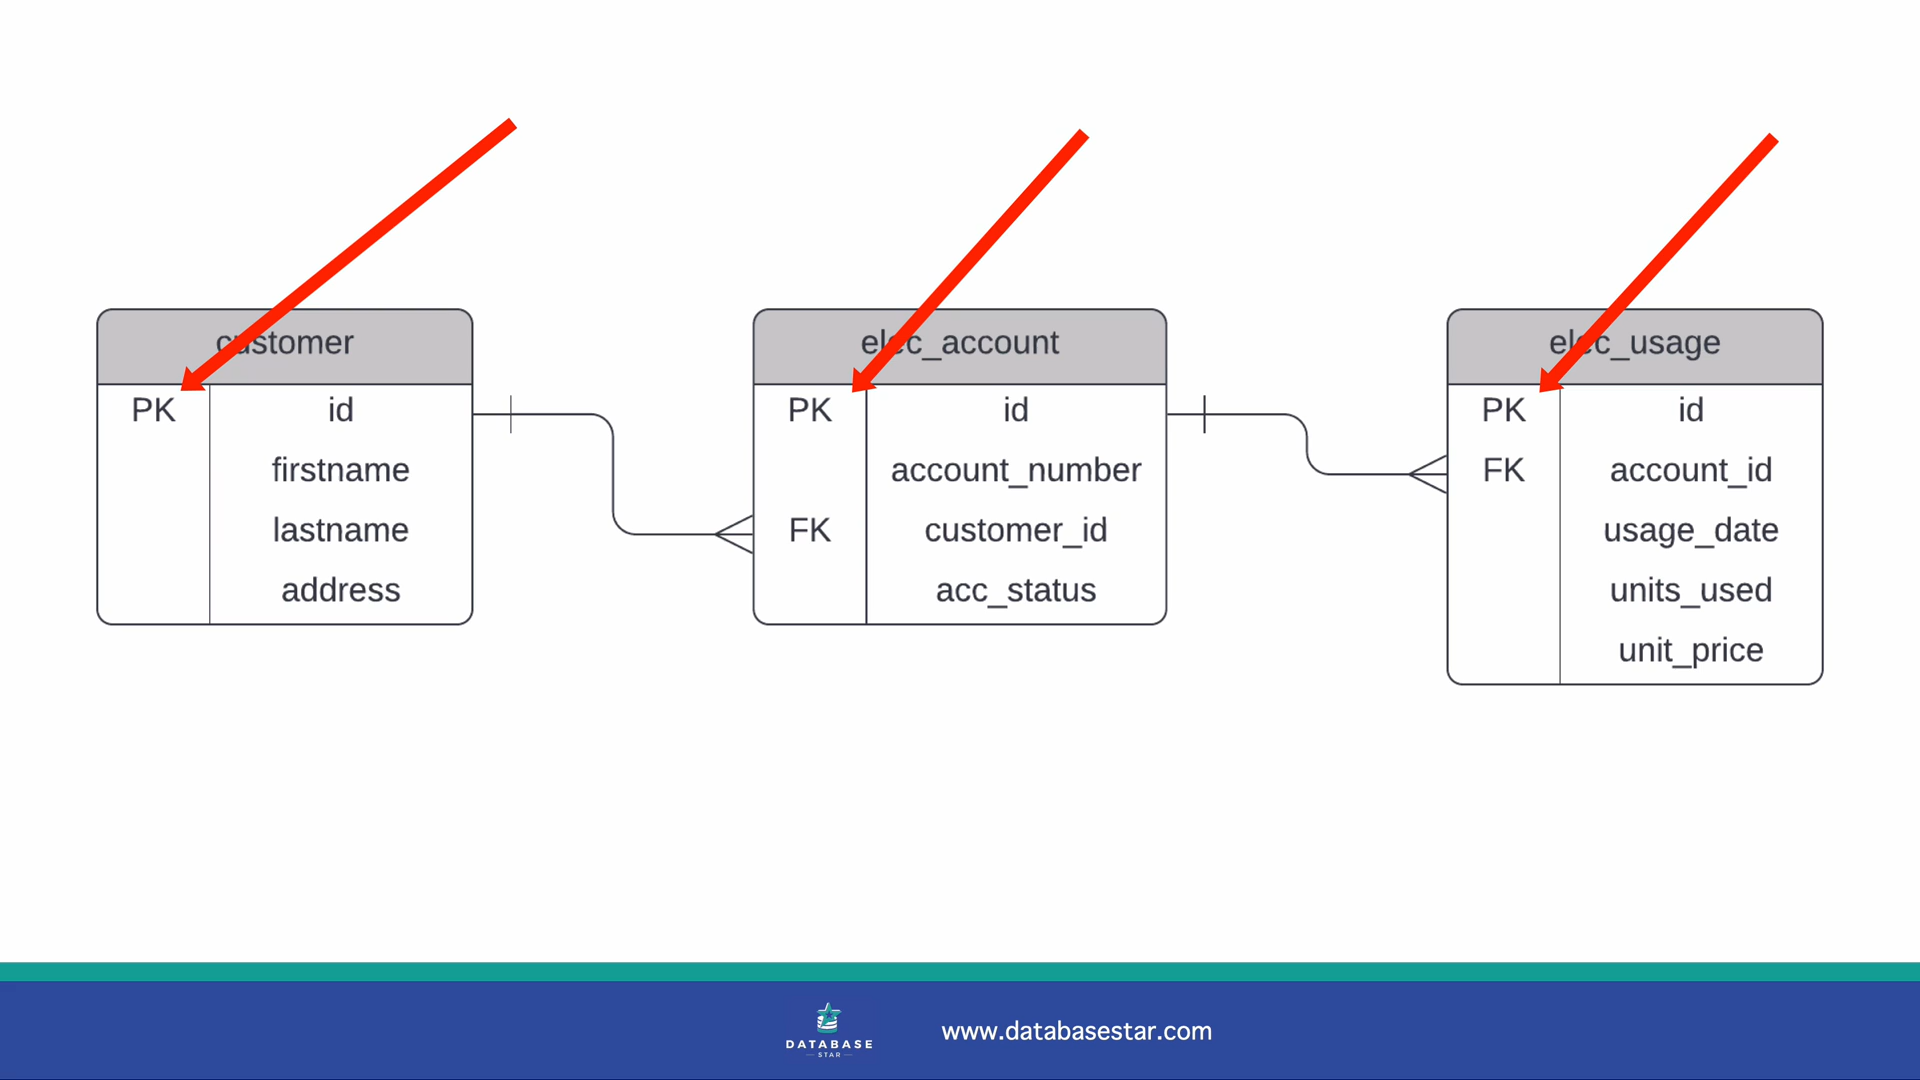 customer
PK id
firstname
lastname
address
elec_account
PK id
account_number
FK customer_id
acc_status
elec_usage
PK id
FK account_id
usage_date
units_used
unit_price
DATABASE
STAR
www.databasestar.com